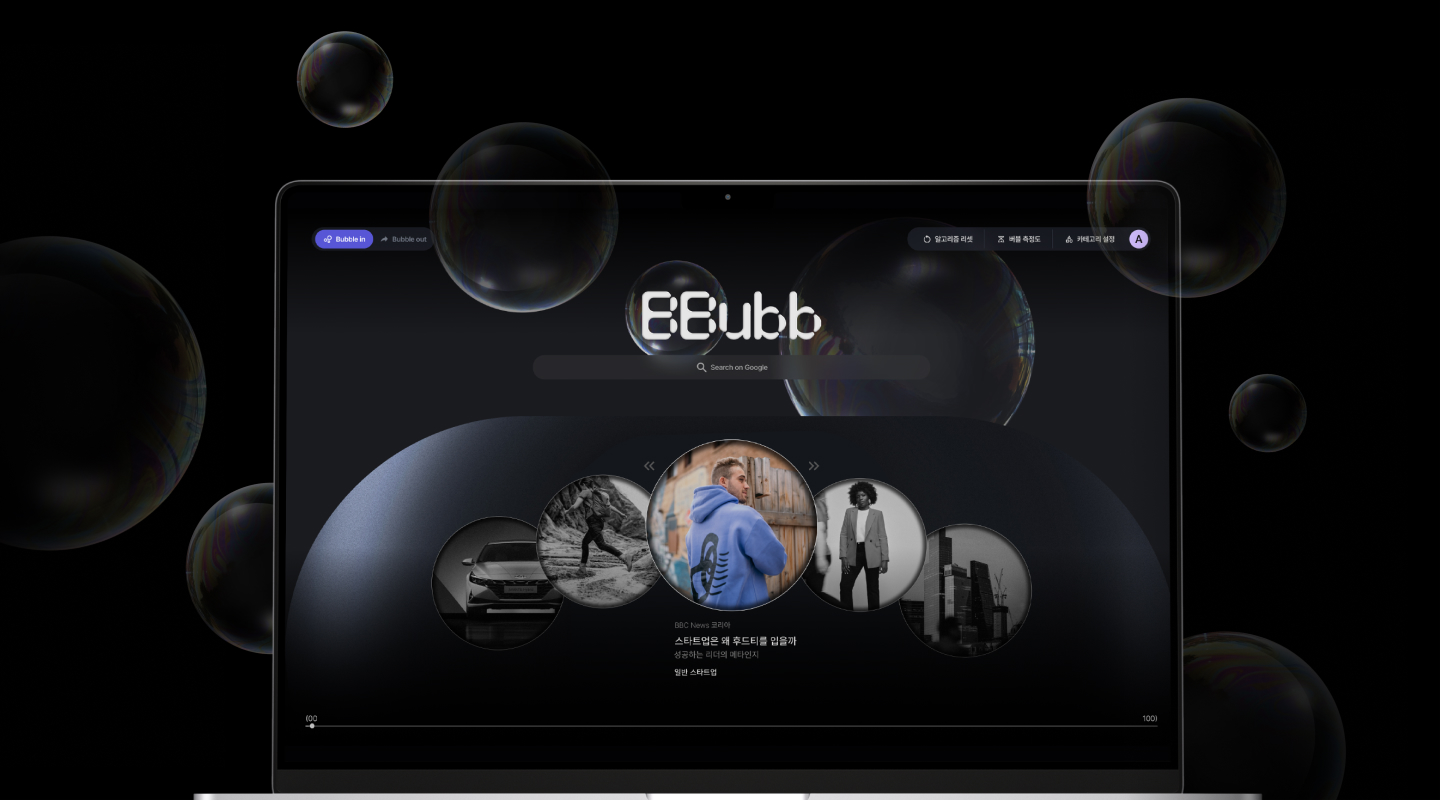 Bubble in
Bubble out
알고리즘 리셋
버블 측정도
카테고리 설정
A
BBubb
Search on Google
BBC News 코리아
스타트업은 왜 후드티를 입을까
성공하는 리더의 메타인지
일반 스타트업
(00
100)